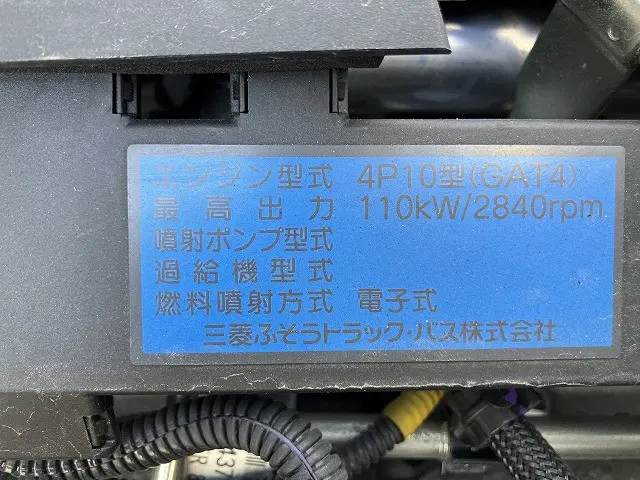 エンジン型式 4P10型(GAT4)
最高出力 110kW/2840rpm
噴射ポンプ型式
過給機型式
燃料噴射方式 電子式
三菱ふそうトラック・バス株式会社